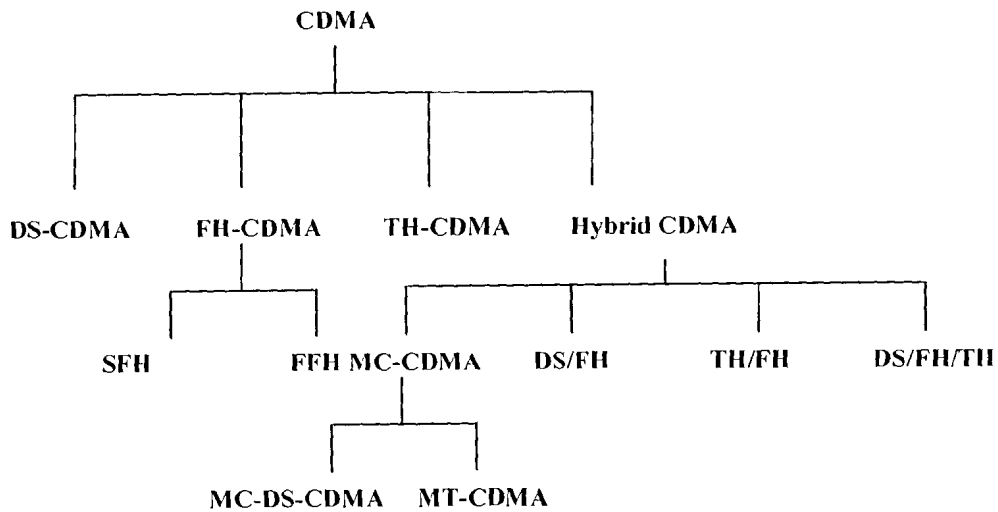 CDMA
DS-CDMA FH-CDMA TH-CDMA Hybrid CDMA
SFH FFH MC-CDMA DS/FH TH/FH DS/FH/TH
MC-DS-CDMA MT-CDMA